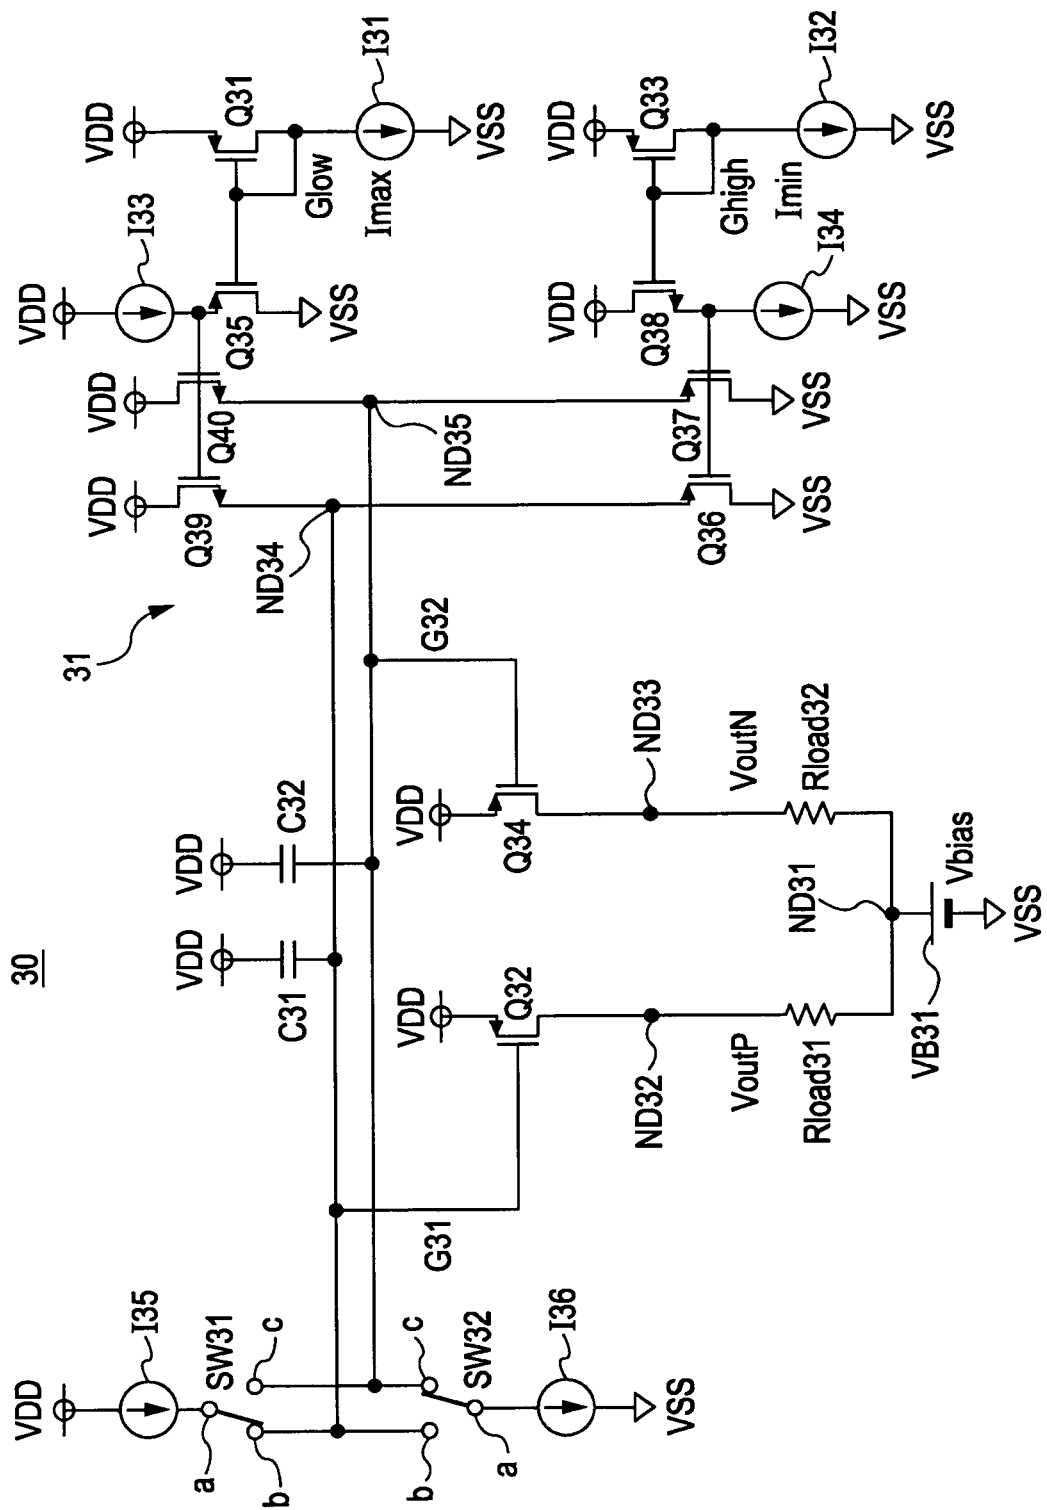 30
31
VDD
I35
SW31
a
b
c
c
b
SW32
a
I36
VSS
VDD
C31
VDD
C32
G31
G32
VDD
Q32
VDD
Q34
ND32
ND33
VoutP
VoutN
Rload31
Rload32
ND31
VB31
Vbias
VSS
VDD
Q39
VDD
Q40
ND34
ND35
Q36
VSS
Q37
VSS
VDD
I33
Q35
VSS
VDD
Q31
Glow
Imax
I31
VSS
VDD
Q38
I34
VSS
VDD
Q33
Ghigh
Imin
I32
VSS